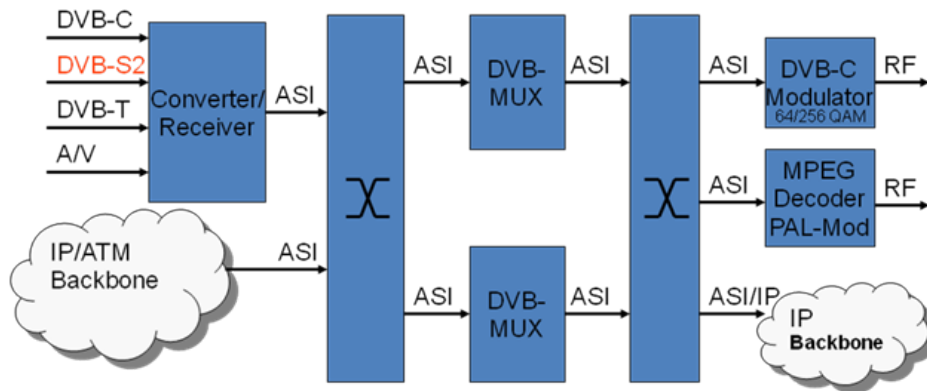 DVB-C
DVB-S2
DVB-T
A/V
Converter/
Receiver
ASI
IP/ATM
Backbone
ASI
ASI
DVB-
MUX
ASI
ASI
DVB-
MUX
ASI
ASI
DVB-C
Modulator
64/256 QAM
RF
ASI
MPEG
Decoder
PAL-Mod
RF
ASI/IP
IP
Backbone